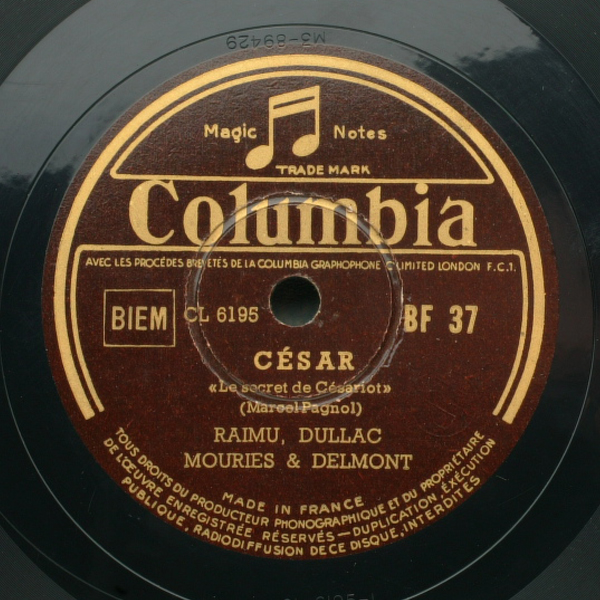 M3-89429
Magic Notes
TRADE MARK
Columbia
AVEC LES PROCÉDÉS BREVETÉS DE LA COLUMBIA GRAPHOPHONE C LIMITED LONDON F.C.1.
BIEM CL 6195 BF 37
CÉSAR
«Le secret de Césariot»
(Marcel Pagnol)
RAIMU, DULLAC
MOURIES & DELMONT
MADE IN FRANCE
TOUS DROITS DU PRODUCTEUR PHONOGRAPHIQUE ET DU PROPRIÉTAIRE
DE L'ŒUVRE ENREGISTRÉE RÉSERVÉS — DUPLICATION, EXÉCUTION
PUBLIQUE, RADIODIFFUSION DE CE DISQUE, INTERDITES